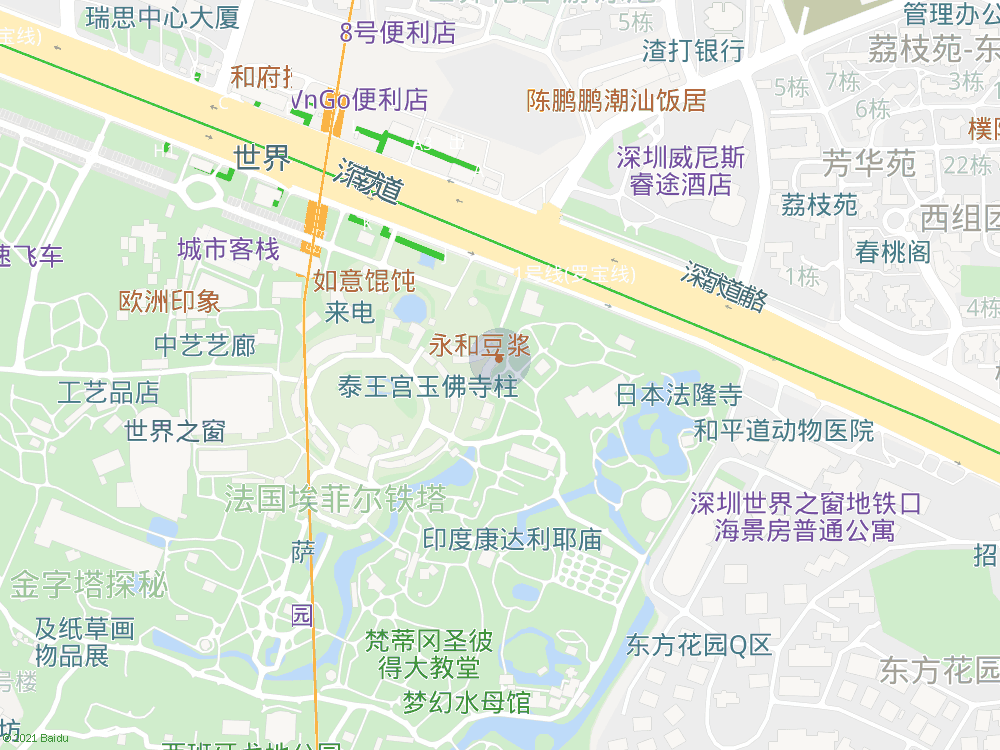 瑞思中心大厦
8号便利店
5栋
管理办公
渣打银行
荔枝苑-东
宝线)
和府
VnGo便利店
陈鹏鹏潮汕饭居
5栋
7栋
3栋
6栋
世界
深圳威尼斯
睿途酒店
芳华苑
22栋
荔枝苑
西组团
速飞车
城市客栈
春桃阁
1号线(罗宝线)
1栋
欧洲印象
如意馄饨
来电
4栋
中艺艺廊
永和豆浆
工艺品店
泰王宫玉佛寺柱
日本法隆寺
世界之窗
和平道动物医院
法国埃菲尔铁塔
深圳世界之窗地铁口
海景房普通公寓
印度康达利耶庙
萨
招
金字塔探秘
园
及纸草画
物品展
梵蒂冈圣彼
得大教堂
东方花园Q区
东方花园
号楼
梦幻水母馆
坊
© 2021 Baidu